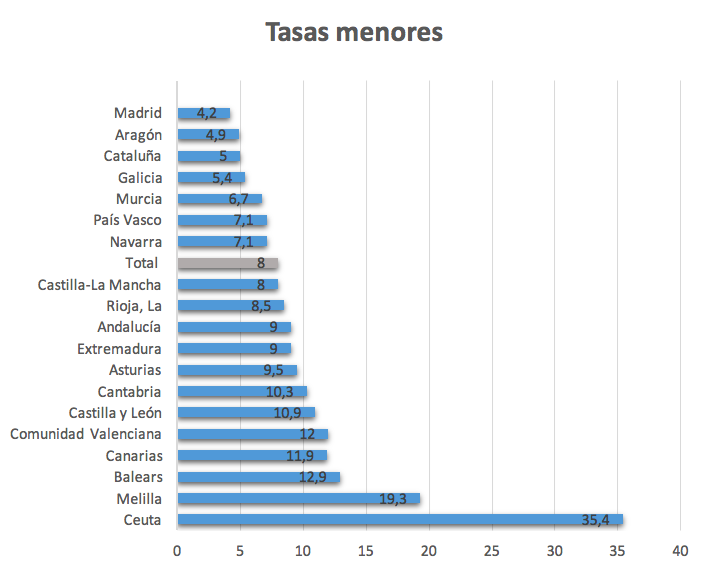 Tasas menores
Madrid 4,2
Aragón 4,9
Cataluña 5
Galicia 5,4
Murcia 6,7
País Vasco 7,1
Navarra 7,1
Total 8
Castilla-La Mancha 8
Rioja, La 8,5
Andalucía 9
Extremadura 9
Asturias 9,5
Cantabria 10,3
Castilla y León 10,9
Comunidad Valenciana 12
Canarias 11,9
Balears 12,9
Melilla 19,3
Ceuta 35,4
0 5 10 15 20 25 30 35 40